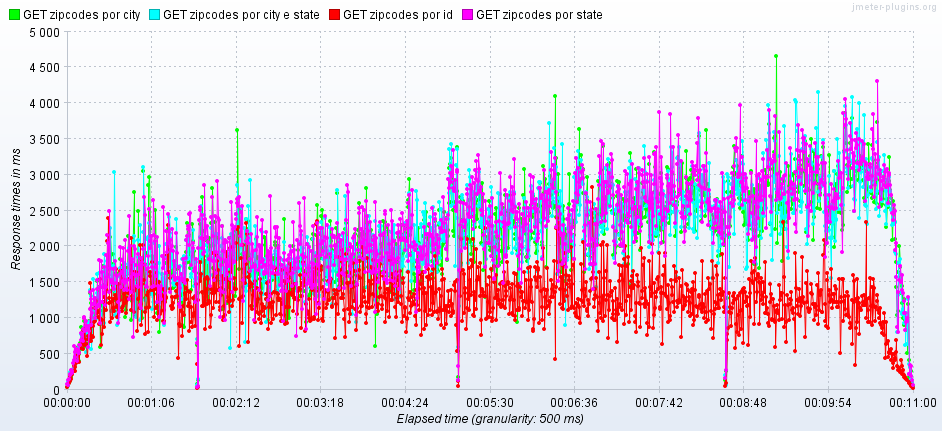 jmeter-plugins.org
GET zipcodes por city GET zipcodes por city e state GET zipcodes por id GET zipcodes por state
5 000
4 500
4 000
3 500
3 000
2 500
2 000
1 500
1 000
500
0
Response times in ms
00:00:00 00:01:06 00:02:12 00:03:18 00:04:24 00:05:30 00:06:36 00:07:42 00:08:48 00:09:54 00:11:00
Elapsed time (granularity: 500 ms)